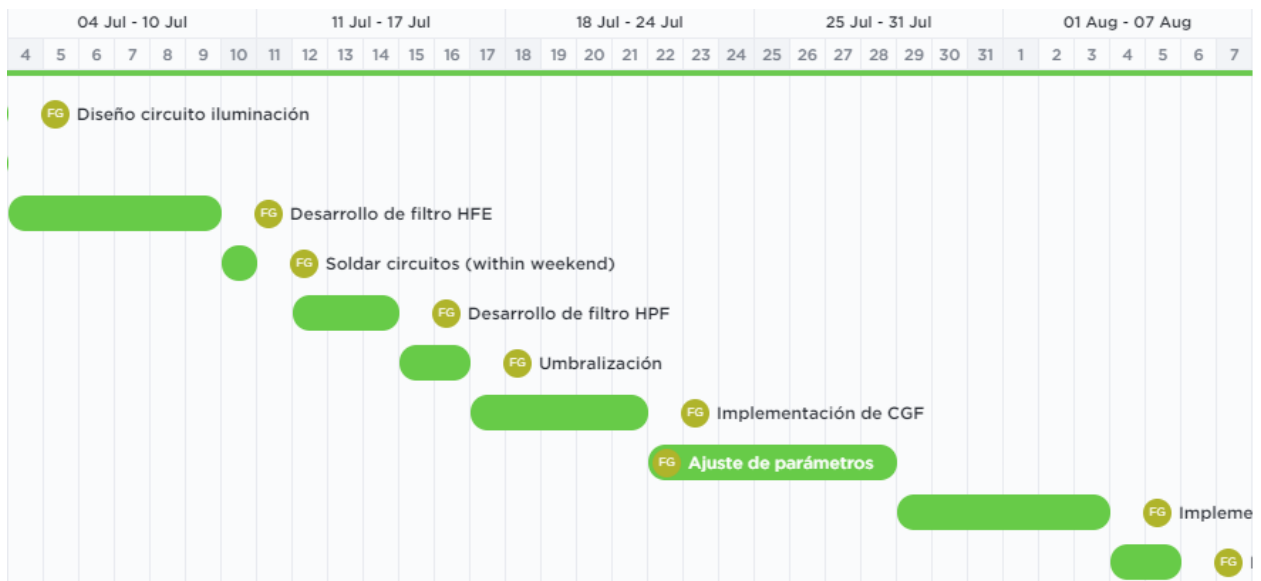 04 Jul - 10 Jul 11 Jul - 17 Jul 18 Jul - 24 Jul 25 Jul - 31 Jul 01 Aug - 07 Aug
4 5 6 7 8 9 10 11 12 13 14 15 16 17 18 19 20 21 22 23 24 25 26 27 28 29 30 31 1 2 3 4 5 6 7
FG Diseño circuito iluminación
FG Desarrollo de filtro HFE
FG Soldar circuitos (within weekend)
FG Desarrollo de filtro HPF
FG Umbralización
FG Implementación de CGF
FG Ajuste de parámetros
FG Impleme
FG